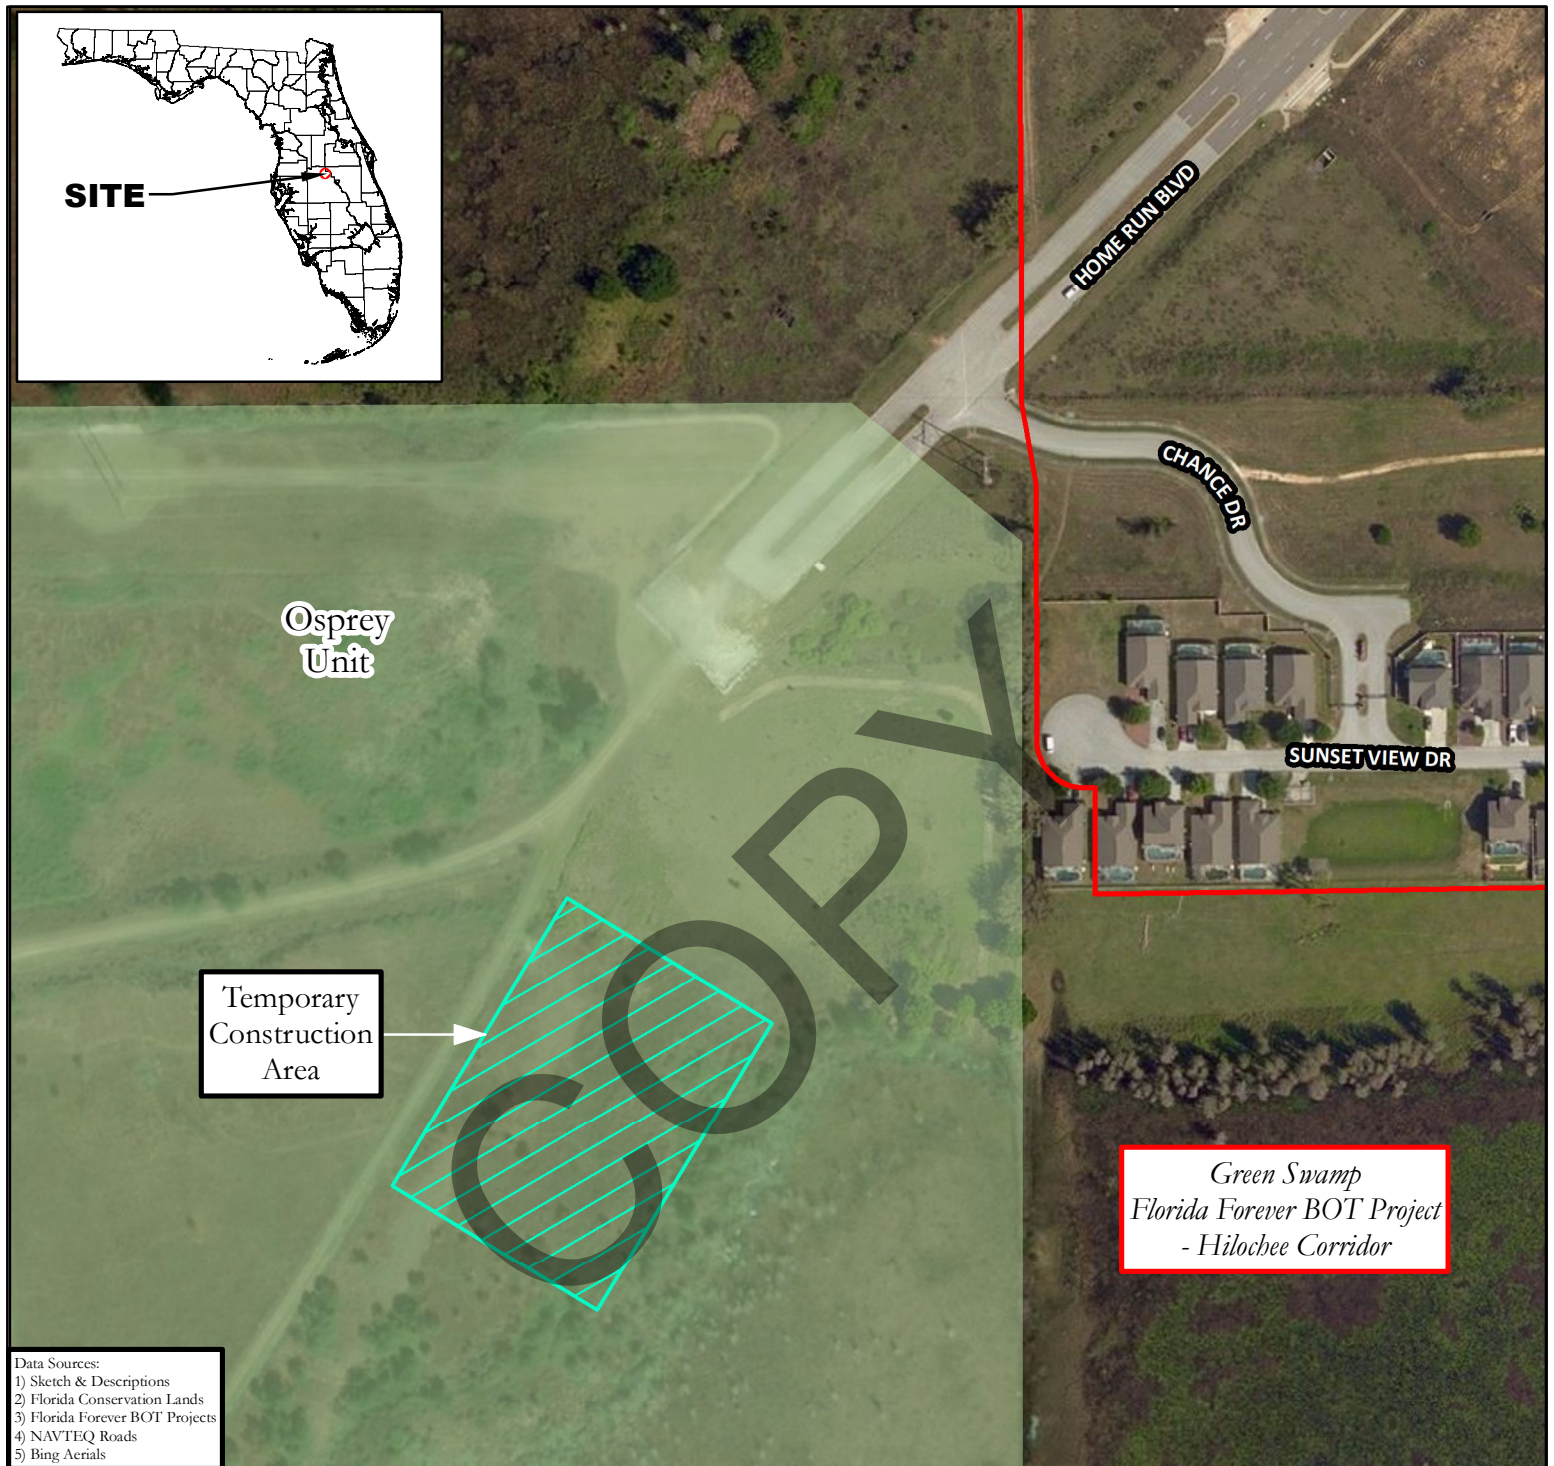 SITE
HOME RUN BLVD
CHANCE DR
Osprey
Unit
SUNSET VIEW DR
Temporary
Construction
Area
COPY
Green Swamp
Florida Forever BOT Project
- Hilochee Corridor
Data Sources:
1) Sketch & Descriptions
2) Florida Conservation Lands
3) Florida Forever BOT Projects
4) NAVTEQ Roads
5) Bing Aerials